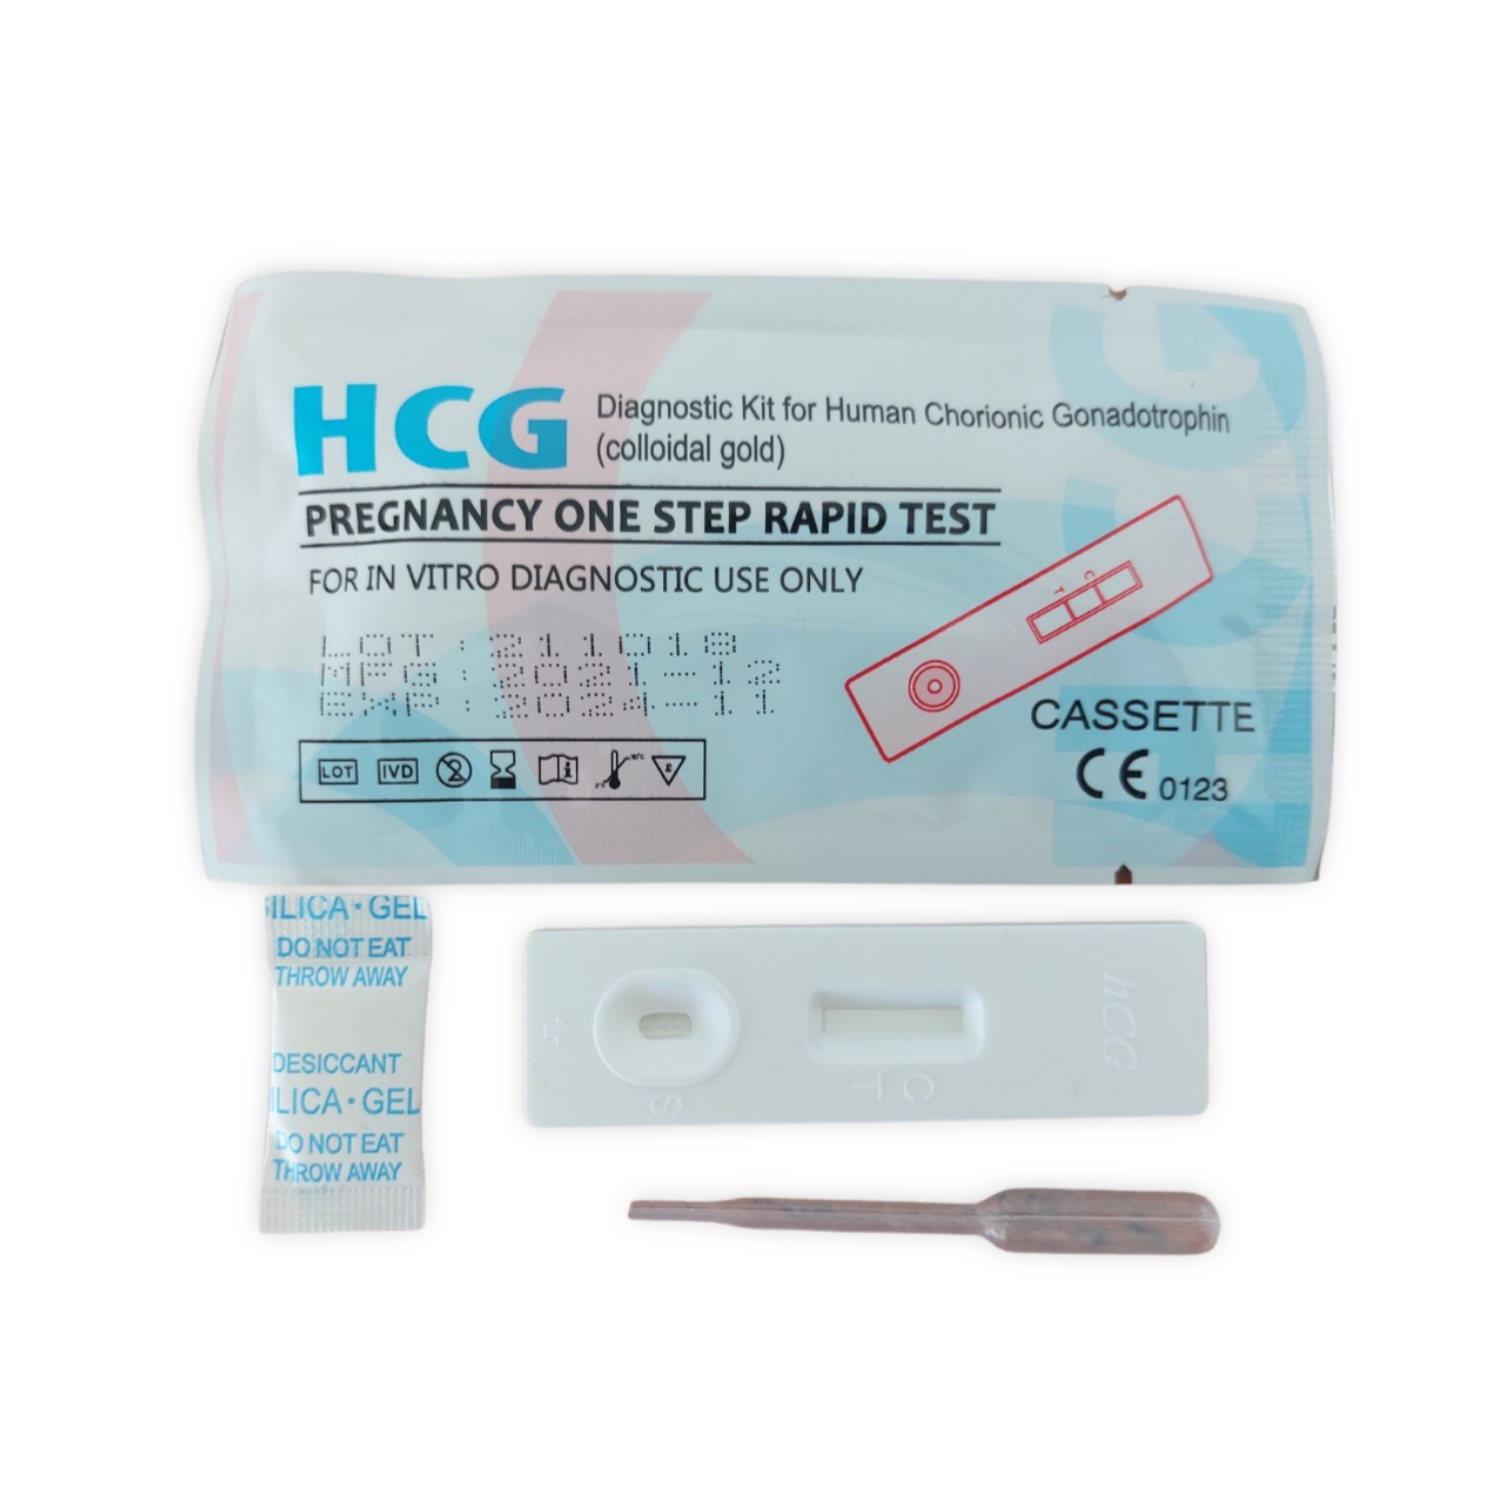 HCG
Diagnostic Kit for Human Chorionic Gonadotrophin
(colloidal gold)
PREGNANCY ONE STEP RAPID TEST
FOR IN VITRO DIAGNOSTIC USE ONLY
LOT:211018
MFG:2021-12
EXP:2024-11
T C
CASSETTE
LOT IVD 2 i
CE 0123
ILICA·GEL
DO NOT EAT
THROW AWAY
DESICCANT
ILICA·GEL
DO NOT EAT
THROW AWAY
hCG
S
T C